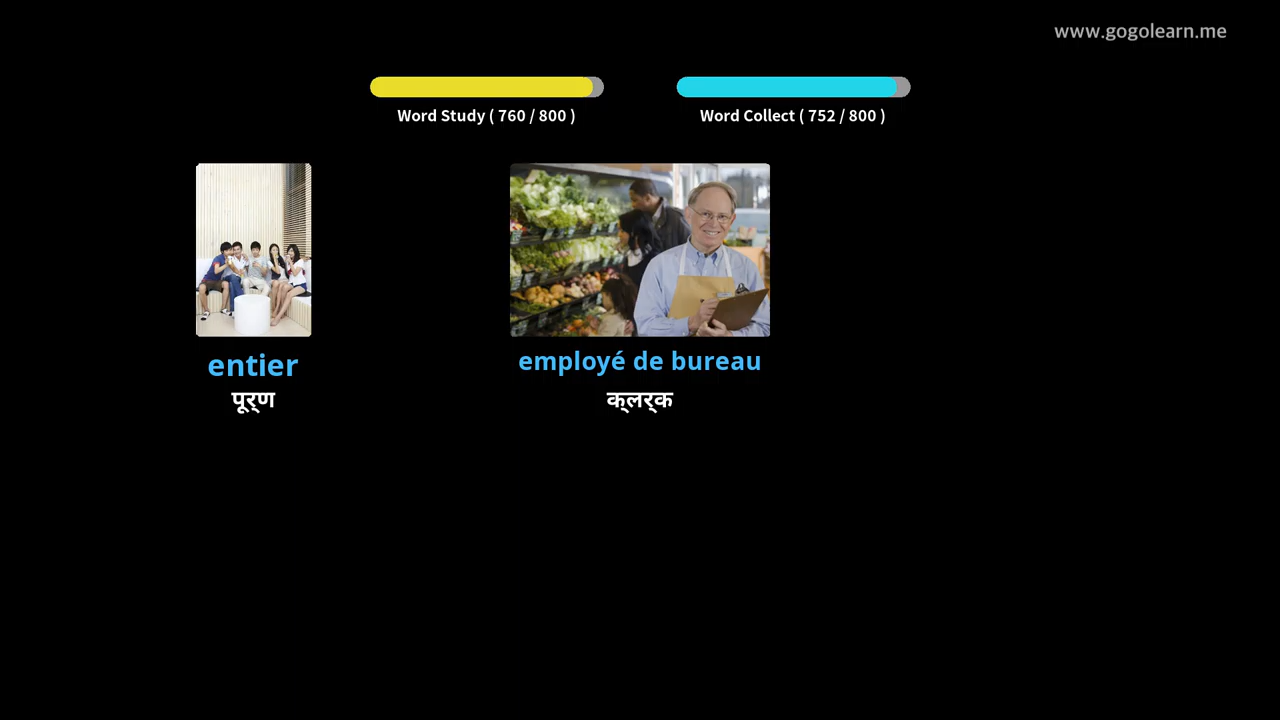 www.gogolearn.me
Word Study ( 760 / 800 )
Word Collect ( 752 / 800 )
entier
पूर्ण
employé de bureau
क्लर्क